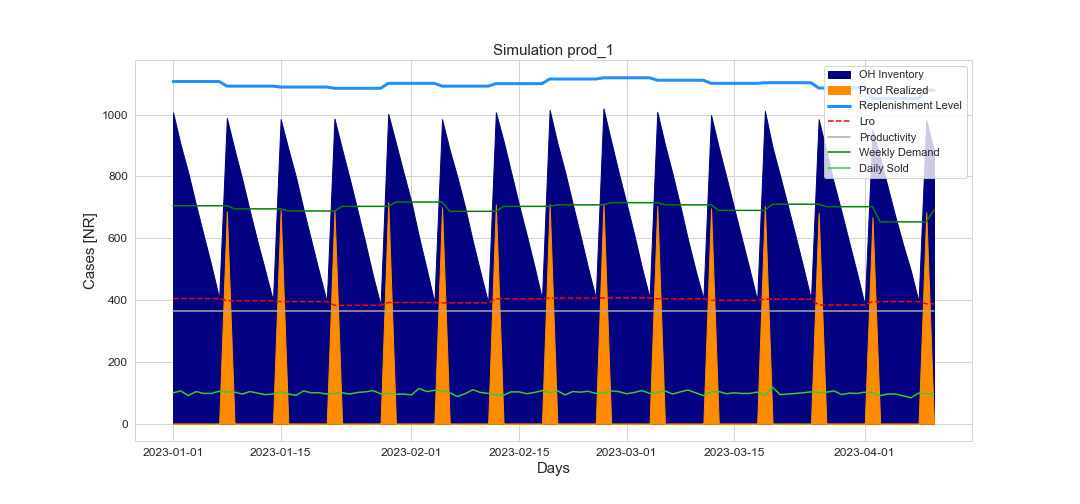 Simulation prod_1
Cases [NR]
1000
800
600
400
200
0
OH Inventory
Prod Realized
Replenishment Level
Lro
Productivity
Weekly Demand
Daily Sold
2023-01-01 2023-01-15 2023-02-01 2023-02-15 2023-03-01 2023-03-15 2023-04-01
Days